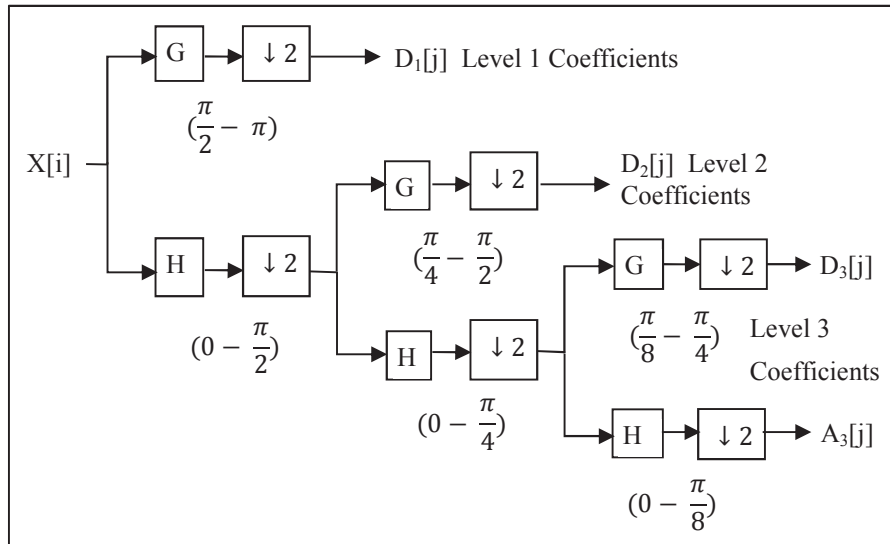 G ↓ 2 D₁[j] Level 1 Coefficients
(π/2 − π)
X[i]
G ↓ 2 D₂[j] Level 2
Coefficients
H ↓ 2
(π/4 − π/2)
(0 − π/2)
G ↓ 2 D₃[j]
H ↓ 2
(π/8 − π/4)
Level 3
Coefficients
(0 − π/4)
H ↓ 2 A₃[j]
(0 − π/8)